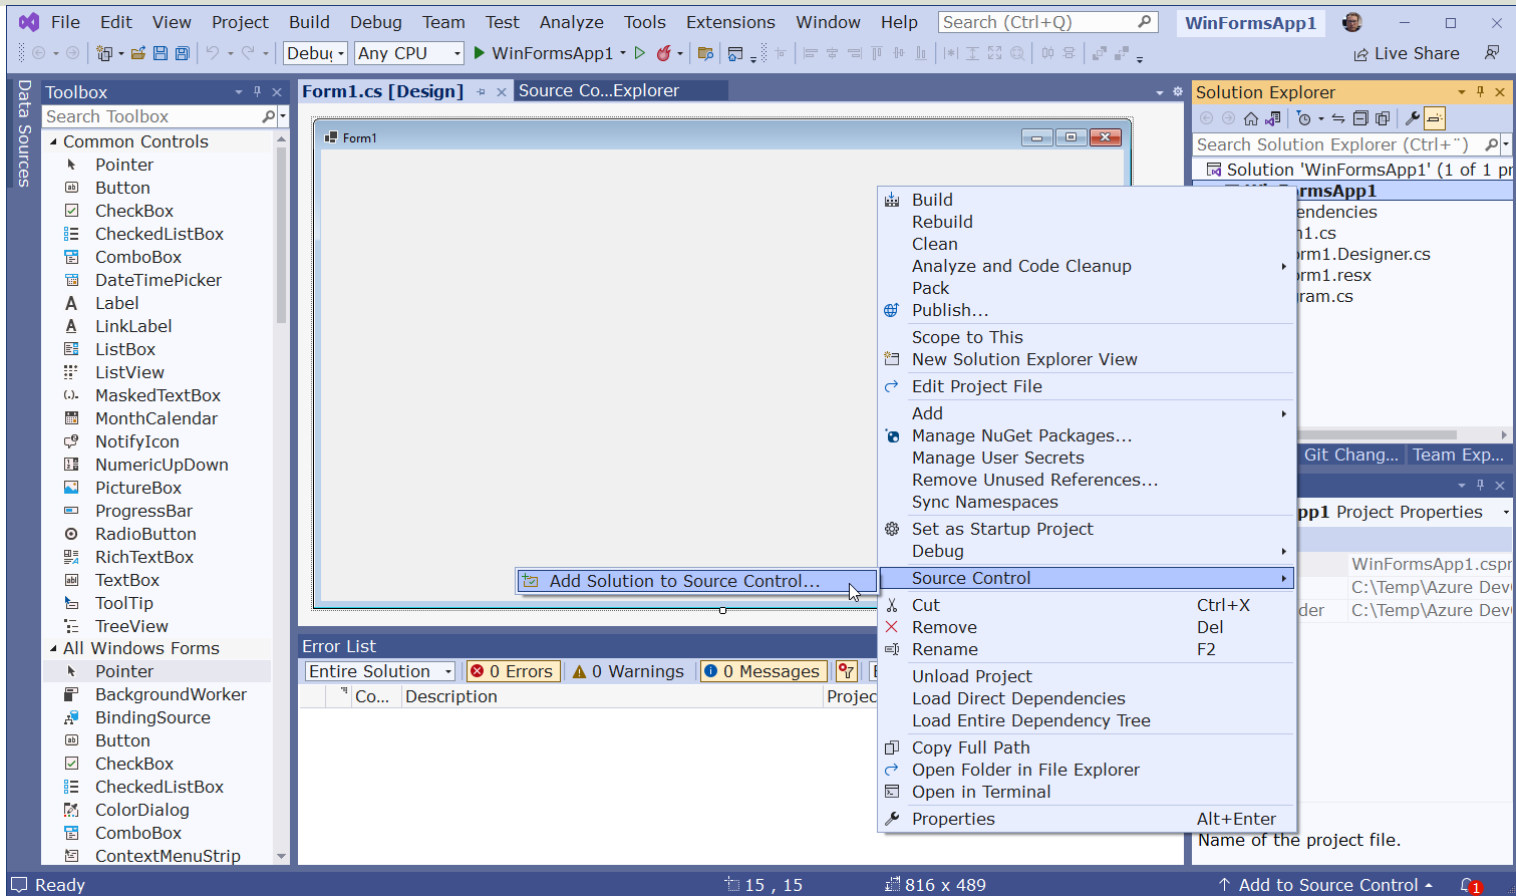 File Edit View Project Build Debug Team Test Analyze Tools Extensions Window Help Search (Ctrl+Q) WinFormsApp1
Debug Any CPU WinFormsApp1 Live Share
Data Sources
Toolbox
Search Toolbox
Common Controls
Pointer
Button
CheckBox
CheckedListBox
ComboBox
DateTimePicker
Label
LinkLabel
ListBox
ListView
MaskedTextBox
MonthCalendar
NotifyIcon
NumericUpDown
PictureBox
ProgressBar
RadioButton
RichTextBox
TextBox
ToolTip
TreeView
All Windows Forms
Pointer
BackgroundWorker
BindingSource
Button
CheckBox
CheckedListBox
ColorDialog
ComboBox
ContextMenuStrip
Form1.cs [Design] Source Co...Explorer
Form1
Build
Rebuild
Clean
Analyze and Code Cleanup
Pack
Publish...
Scope to This
New Solution Explorer View
Edit Project File
Add
Manage NuGet Packages...
Manage User Secrets
Remove Unused References...
Sync Namespaces
Set as Startup Project
Debug
Source Control
Add Solution to Source Control...
Cut Ctrl+X
Remove Del
Rename F2
Unload Project
Load Direct Dependencies
Load Entire Dependency Tree
Copy Full Path
Open Folder in File Explorer
Open in Terminal
Properties Alt+Enter
Error List
Entire Solution 0 Errors 0 Warnings 0 Messages
Co... Description Projec
Solution Explorer
Search Solution Explorer (Ctrl+¨)
Solution 'WinFormsApp1' (1 of 1 pr
rmsApp1
endencies
n1.cs
orm1.Designer.cs
orm1.resx
ram.cs
Git Chang... Team Exp...
pp1 Project Properties
WinFormsApp1.cspr
C:\Temp\Azure Dev
der C:\Temp\Azure Dev
Name of the project file.
Ready 15 , 15 816 x 489 Add to Source Control 1